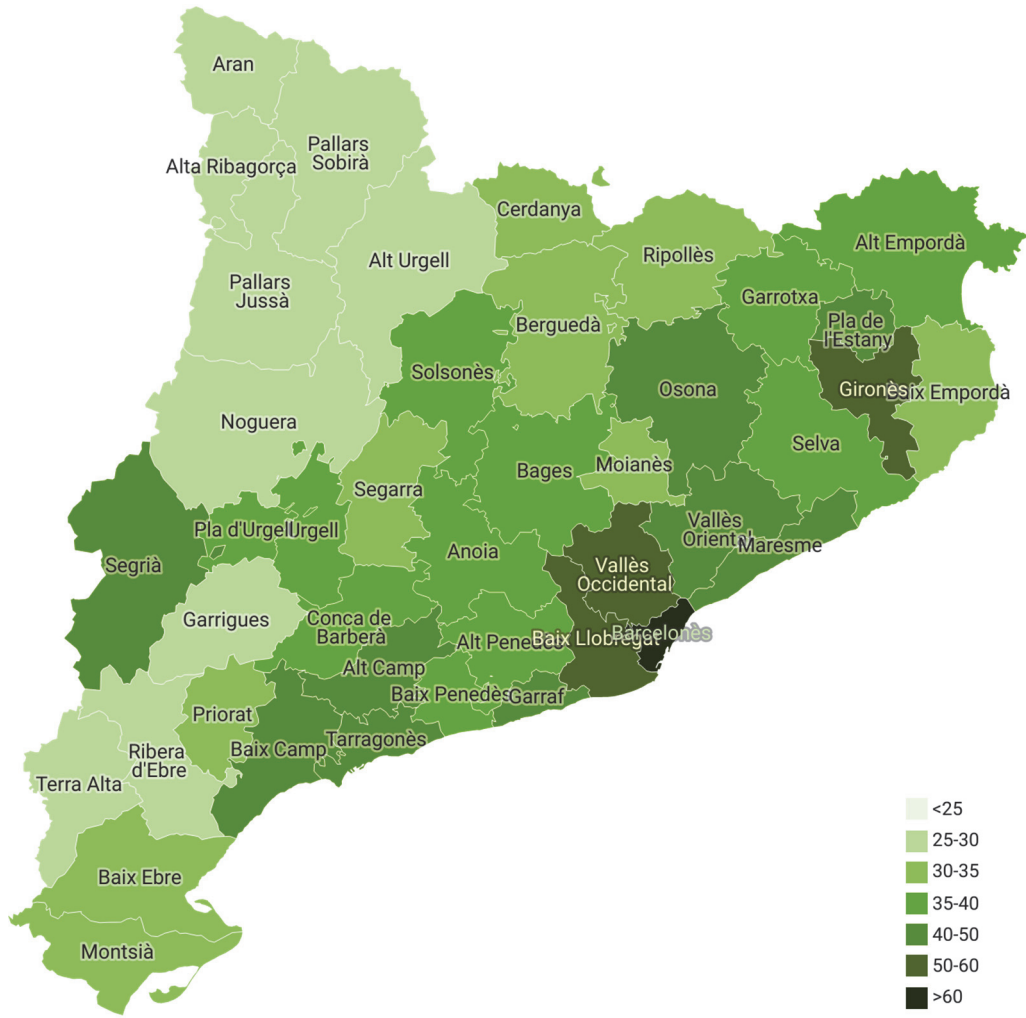 Aran
Pallars
Sobirà
Alta Ribagorça
Cerdanya
Alt Empordà
Ripollès
Alt Urgell
Pallars
Jussà
Garrotxa
Pla de
l'Estany
Berguedà
Solsonès
Osona
Gironès
Baix Empordà
Noguera
Selva
Bages
Moianès
Segarra
Vallès
Oriental
Pla d'Urgell
Urgell
Maresme
Anoia
Segrià
Vallès
Occidental
Garrigues
Conca de
Barberà
Alt Penedès
Baix Llobregat
Barcelonès
Alt Camp
Baix Penedès
Garraf
Priorat
Baix Camp
Tarragonès
Ribera
d'Ebre
Terra Alta
Baix Ebre
Montsià
<25
25-30
30-35
35-40
40-50
50-60
>60